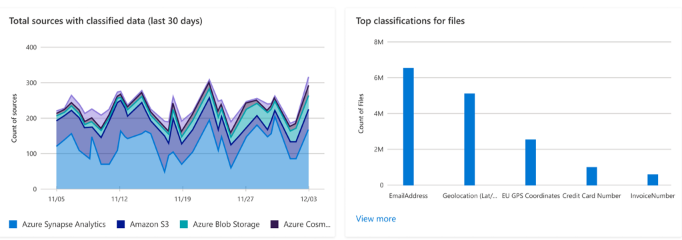 Total sources with classified data (last 30 days)
400
300
200
100
0
Count of sources
11/05 11/12 11/19 11/27 12/03
Azure Synapse Analytics Amazon S3 Azure Blob Storage Azure Cosm...
Top classifications for files
8M
6M
4M
2M
0
Count of Files
EmailAddress Geolocation (Lat/... EU GPS Coordinates Credit Card Number InvoiceNumber
View more